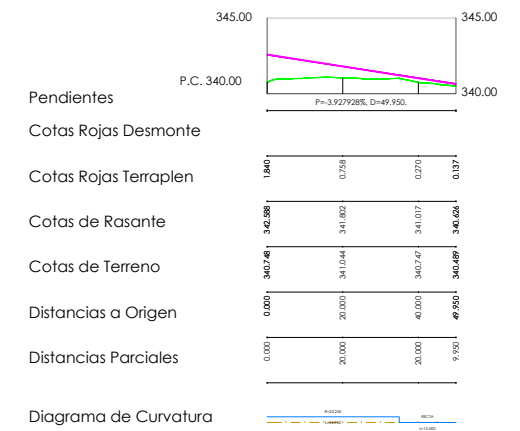 345.00 345.00
P.C. 340.00 340.00
Pendientes P=-3.927928%, D=49.950.
Cotas Rojas Desmonte
Cotas Rojas Terraplen 1.840 0.758 0.270 0.137
Cotas de Rasante 342.588 341.802 341.017 340.626
Cotas de Terreno 340.748 341.044 340.747 340.489
Distancias a Origen 0.000 20.000 40.000 49.950
Distancias Parciales 0.000 20.000 20.000 9.950
Diagrama de Curvatura
RECTA